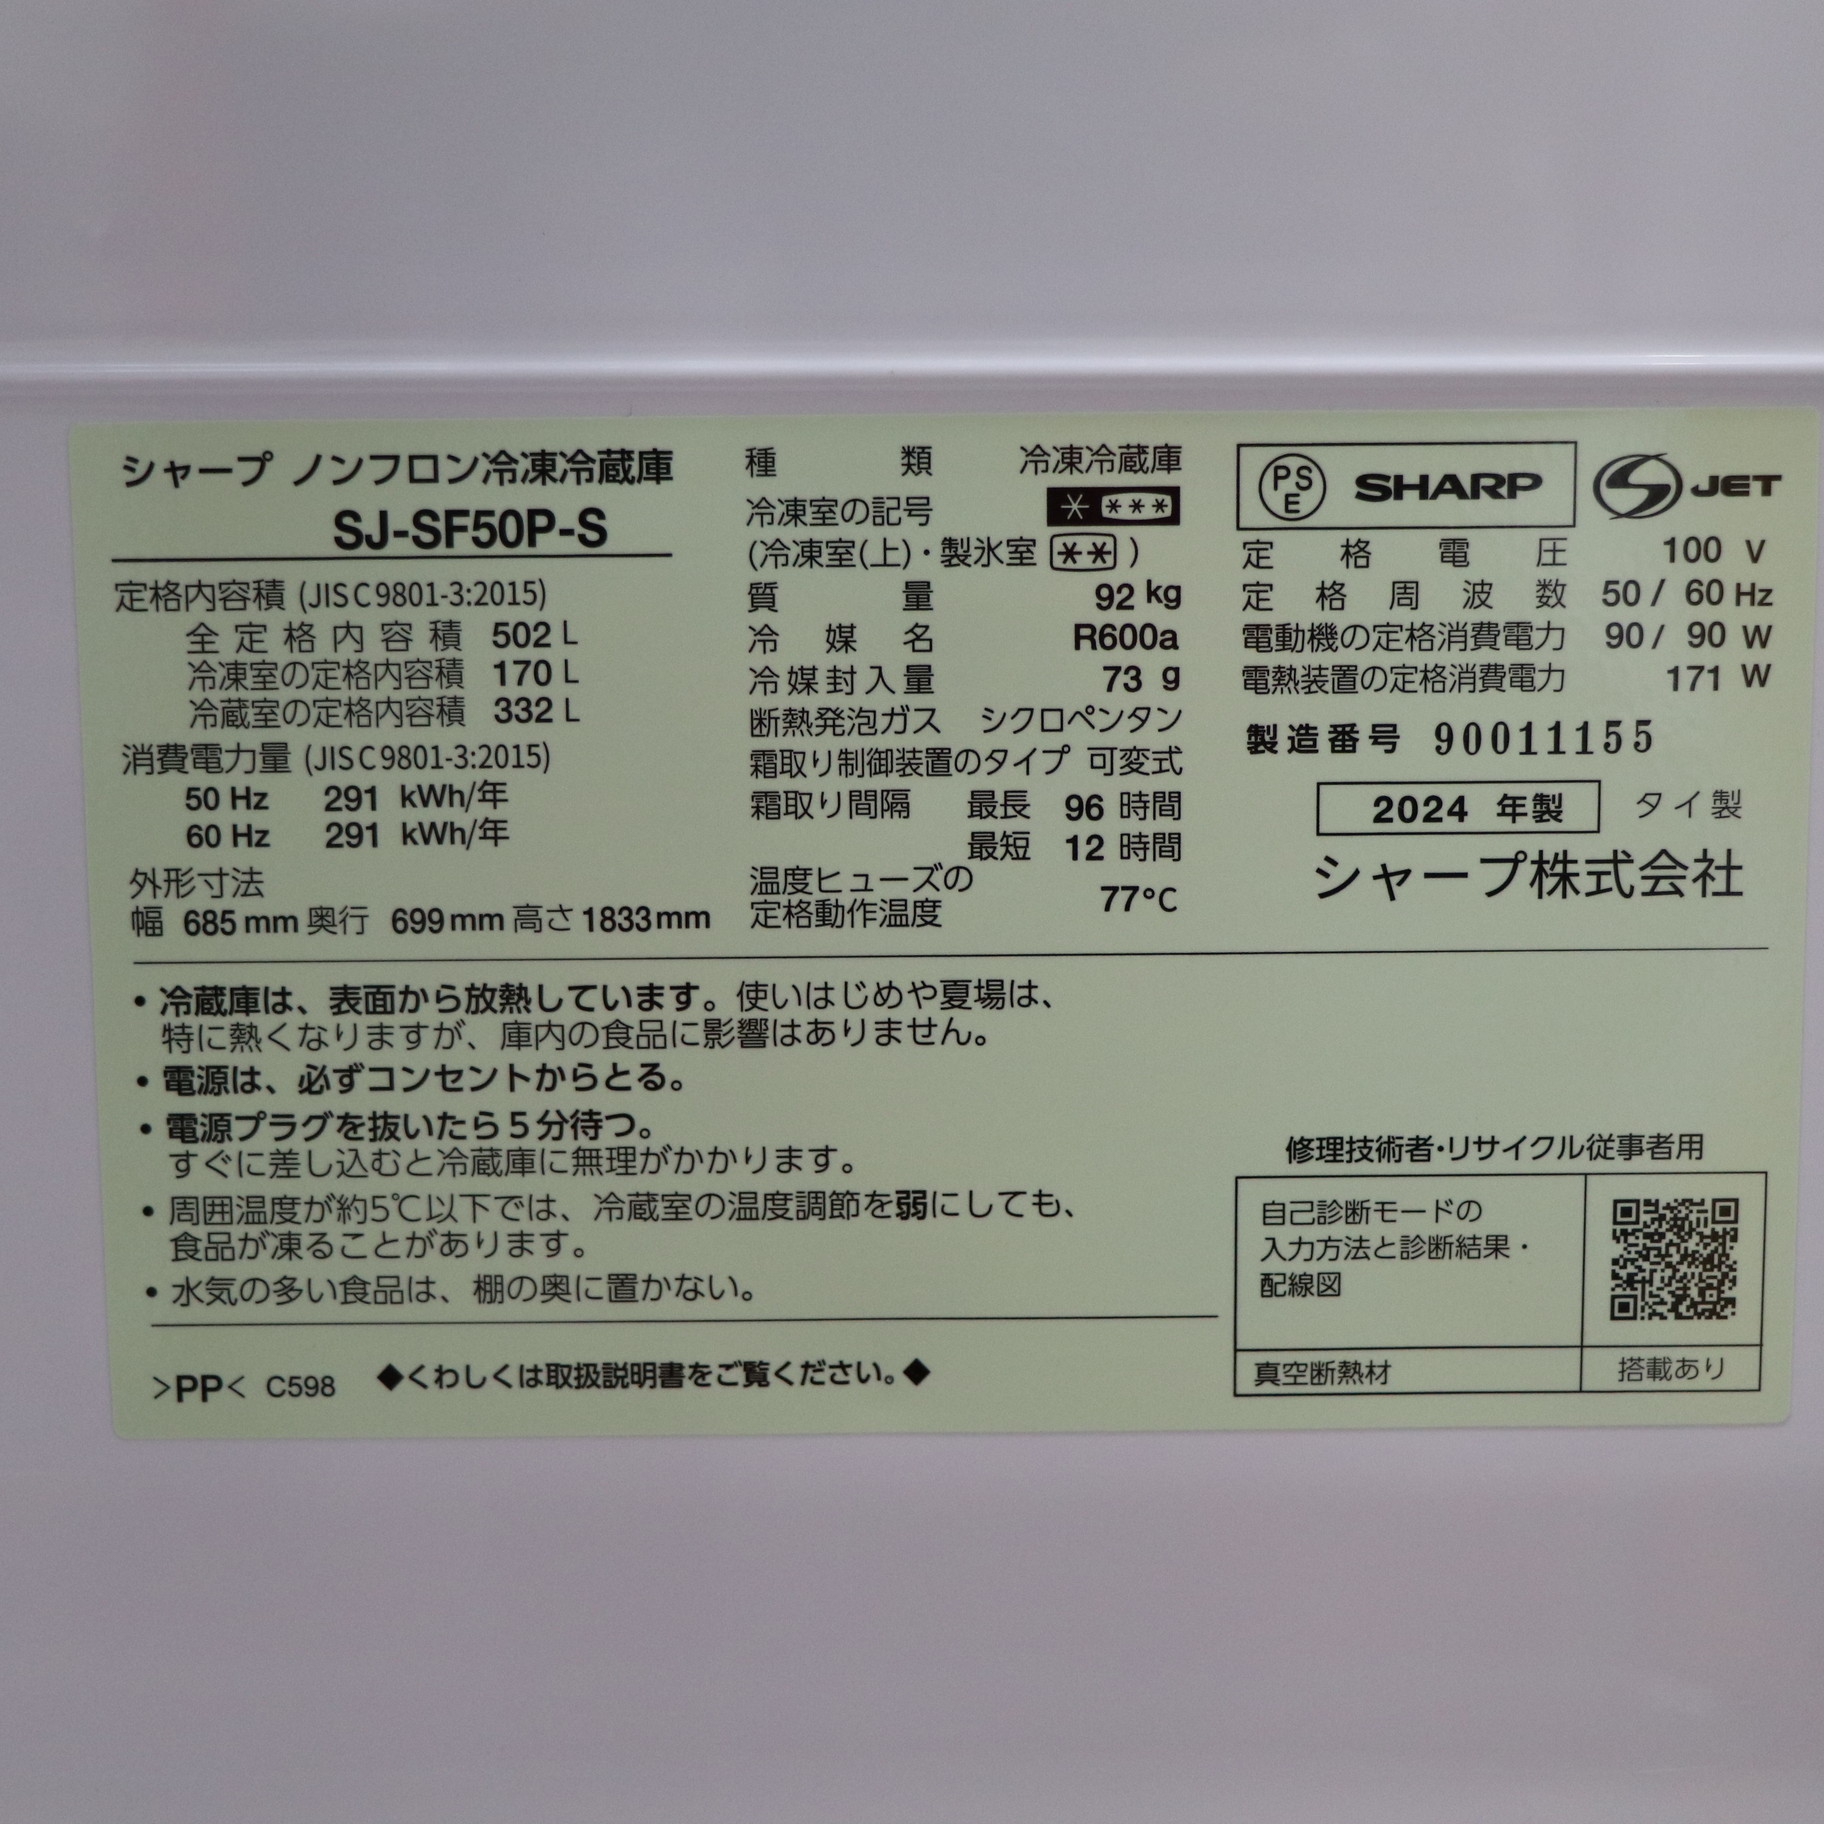 シャープ ノンフロン冷凍冷蔵庫
SJ-SF50P-S
定格内容積 (JIS C 9801-3:2015)
全定格内容積 502 L
冷凍室の定格内容積 170 L
冷蔵室の定格内容積 332 L
消費電力量 (JIS C 9801-3:2015)
50 Hz 291 kWh/年
60 Hz 291 kWh/年
外形寸法
幅 685 mm 奥行 699 mm 高さ 1833 mm
種類 冷凍冷蔵庫
冷凍室の記号 * ***
(冷凍室(上)・製氷室 ** )
質量 92 kg
冷媒名 R600a
冷媒封入量 73 g
断熱発泡ガス シクロペンタン
霜取り制御装置のタイプ 可変式
霜取り間隔 最長 96 時間
最短 12 時間
温度ヒューズの
定格動作温度 77℃
PSE SHARP JET
定格電圧 100 V
定格周波数 50 / 60 Hz
電動機の定格消費電力 90 / 90 W
電熱装置の定格消費電力 171 W
製造番号 90011155
2024 年製 タイ製
シャープ株式会社
・冷蔵庫は、表面から放熱しています。使いはじめや夏場は、
特に熱くなりますが、庫内の食品に影響はありません。
・電源は、必ずコンセントからとる。
・電源プラグを抜いたら5分待つ。
すぐに差し込むと冷蔵庫に無理がかかります。
・周囲温度が約5℃以下では、冷蔵室の温度調節を弱にしても、
食品が凍ることがあります。
・水気の多い食品は、棚の奥に置かない。
>PP< C598 ◆くわしくは取扱説明書をご覧ください。◆
修理技術者・リサイクル従事者用
自己診断モードの
入力方法と診断結果・
配線図
真空断熱材 搭載あり